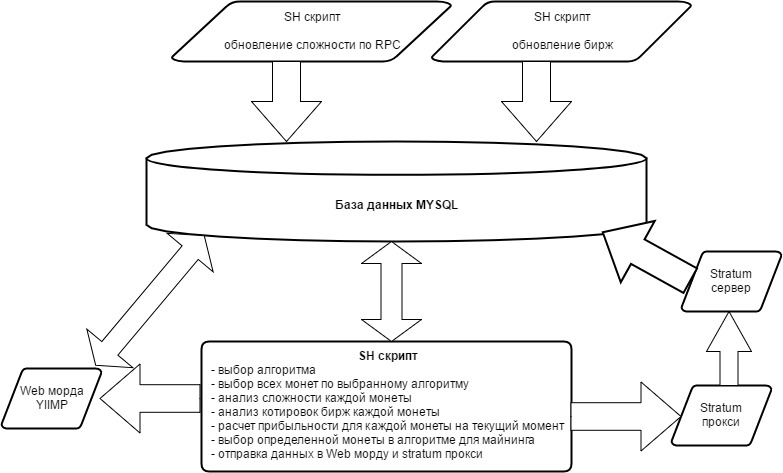 SH скрипт
обновление сложности по RPC
SH скрипт
обновление бирж
База данных MYSQL
Stratum
сервер
SH скрипт
- выбор алгоритма
- выбор всех монет по выбранному алгоритму
- анализ сложности каждой монеты
- анализ котировок бирж каждой монеты
- расчет прибыльности для каждой монеты на текущий момент
- выбор определенной монеты в алгоритме для майнинга
- отправка данных в Web морду и stratum прокси
Web морда
YIIMP
Stratum
прокси